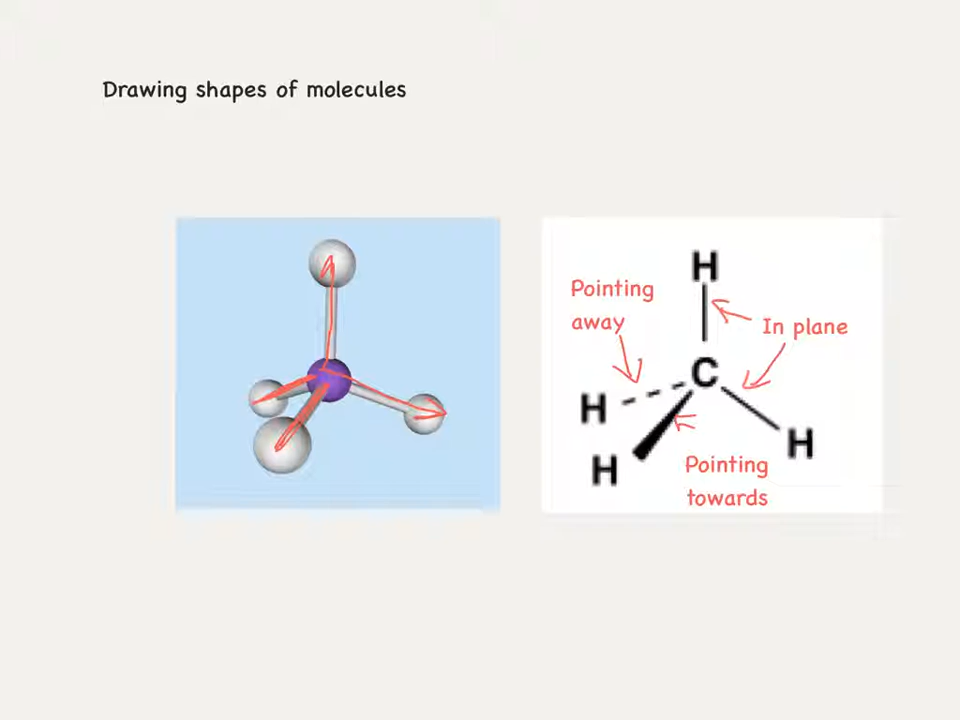 Drawing shapes of molecules
H
Pointing
away
In plane
C
H
H
H
Pointing
towards